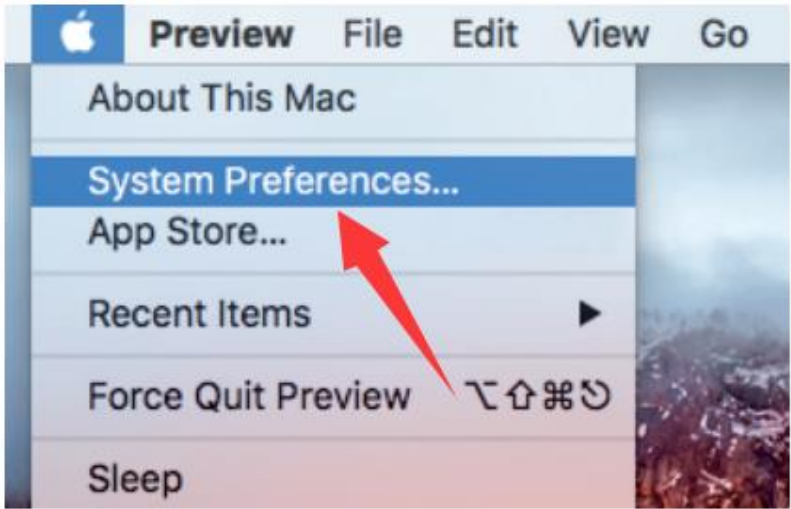 Preview File Edit View Go
About This Mac
System Preferences...
App Store...
Recent Items ▶
Force Quit Preview ⌥⇧⌘⎋
Sleep